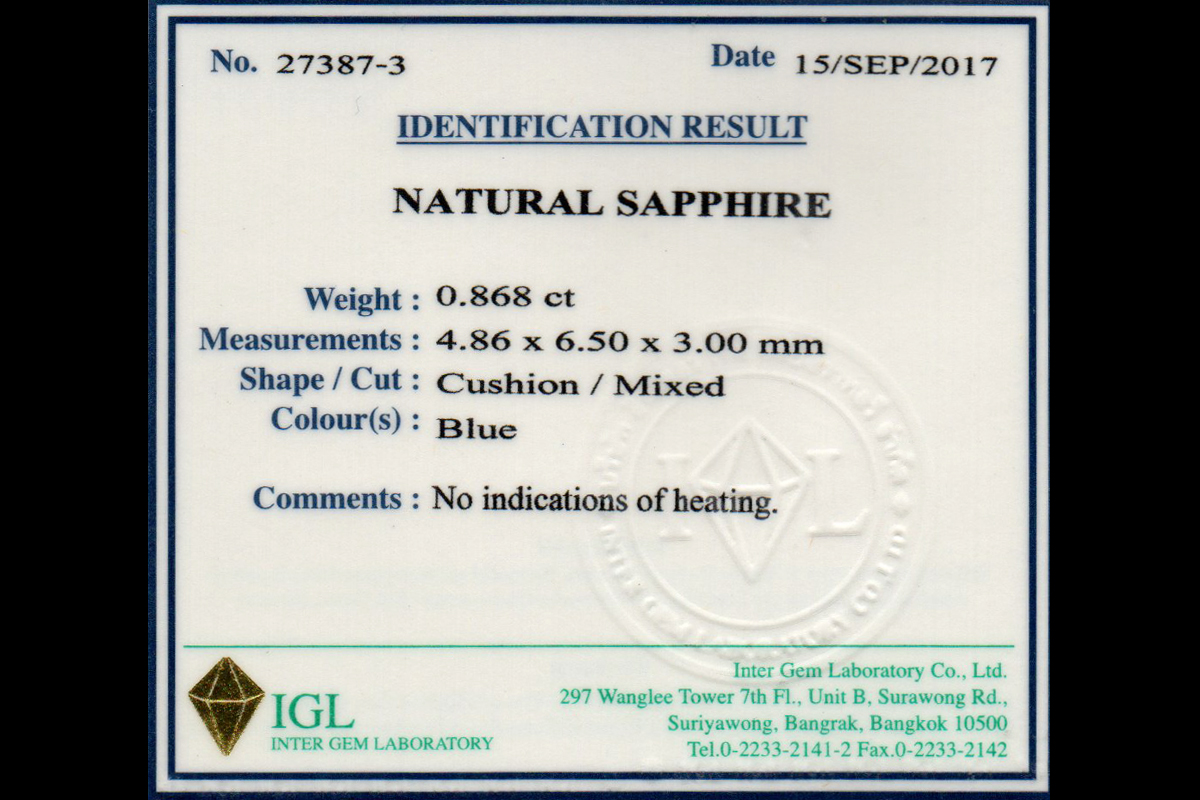 No. 27387-3 Date 15/SEP/2017
IDENTIFICATION RESULT
NATURAL SAPPHIRE
Weight : 0.868 ct
Measurements : 4.86 x 6.50 x 3.00 mm
Shape / Cut : Cushion / Mixed
Colour(s) : Blue
Comments : No indications of heating.
I L
IGL
INTER GEM LABORATORY
Inter Gem Laboratory Co., Ltd.
297 Wanglee Tower 7th Fl., Unit B, Surawong Rd.,
Suriyawong, Bangrak, Bangkok 10500
Tel.0-2233-2141-2 Fax.0-2233-2142